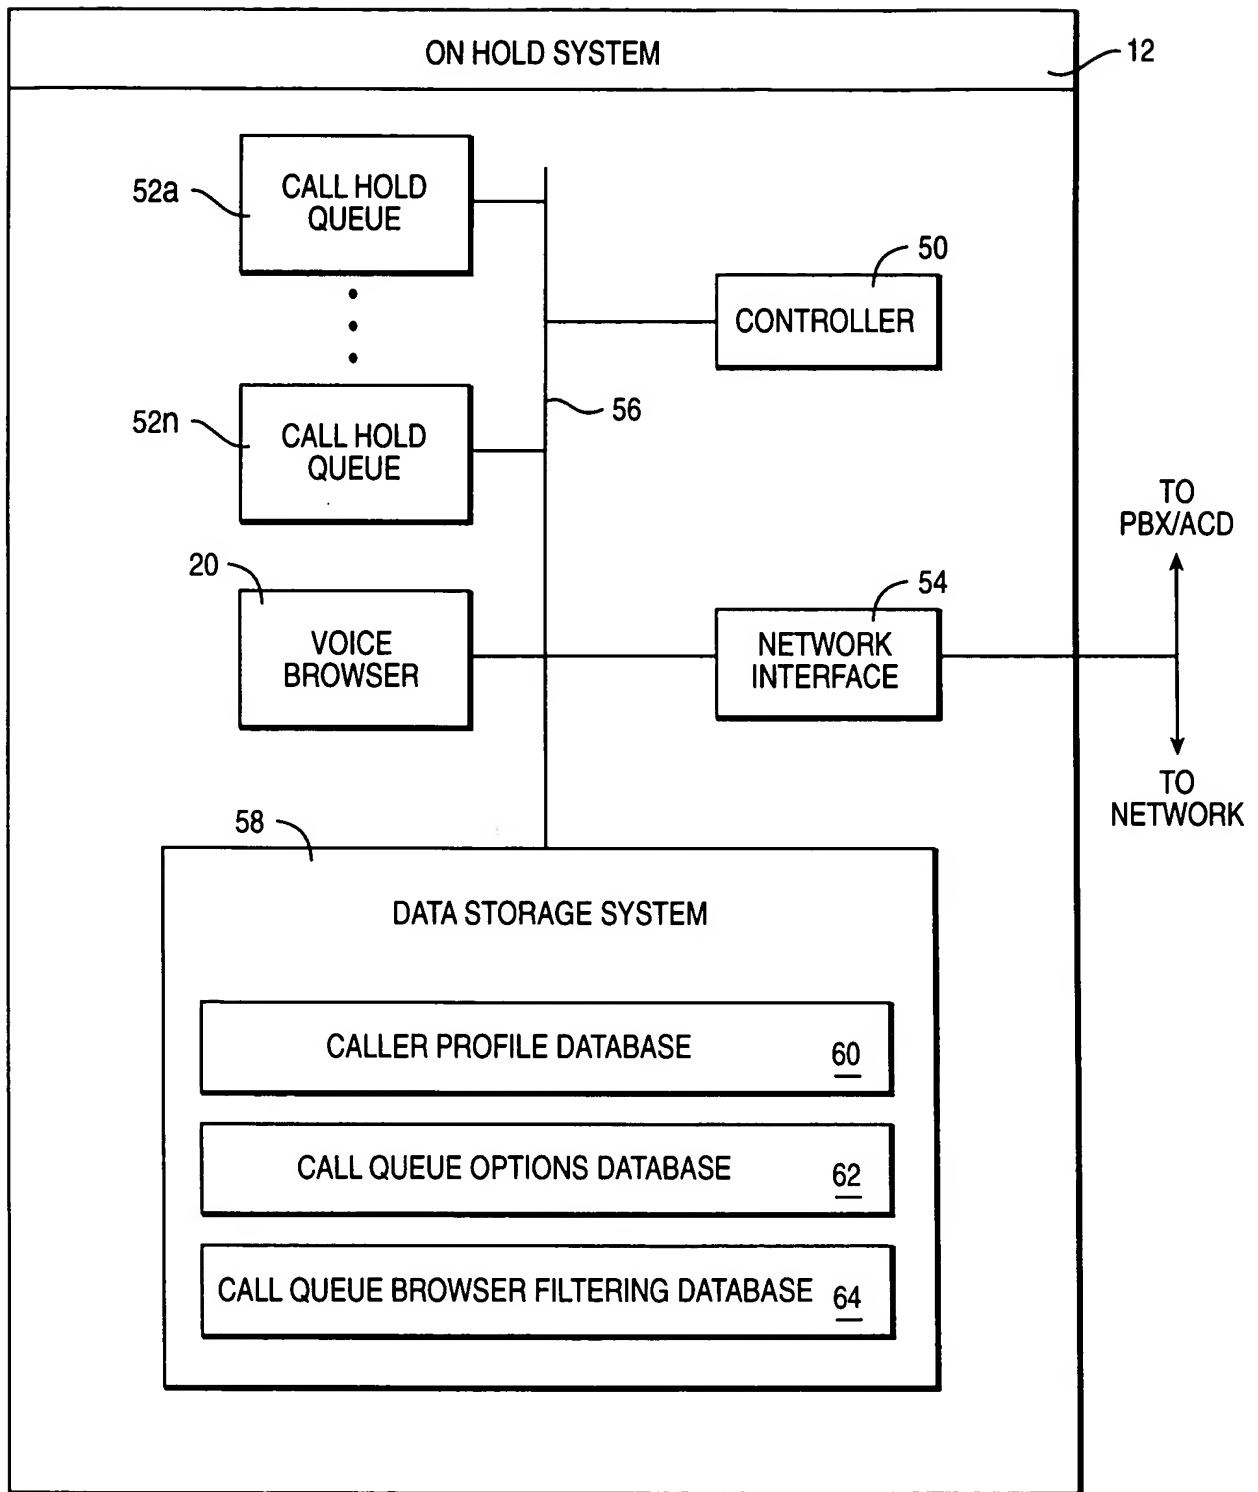 ON HOLD SYSTEM
12
52a
CALL HOLD
QUEUE
50
CONTROLLER
52n
CALL HOLD
QUEUE
56
TO
PBX/ACD
20
VOICE
BROWSER
54
NETWORK
INTERFACE
TO
NETWORK
58
DATA STORAGE SYSTEM
CALLER PROFILE DATABASE 60
CALL QUEUE OPTIONS DATABASE 62
CALL QUEUE BROWSER FILTERING DATABASE 64